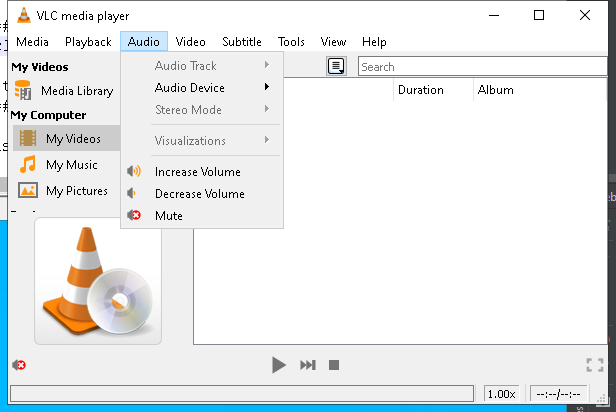 VLC media player
Media Playback Audio Video Subtitle Tools View Help
My Videos
Media Library
My Computer
My Videos
My Music
My Pictures
Audio Track
Audio Device
Stereo Mode
Visualizations
Increase Volume
Decrease Volume
Mute
Search
Duration Album
1.00x --:--/--:--